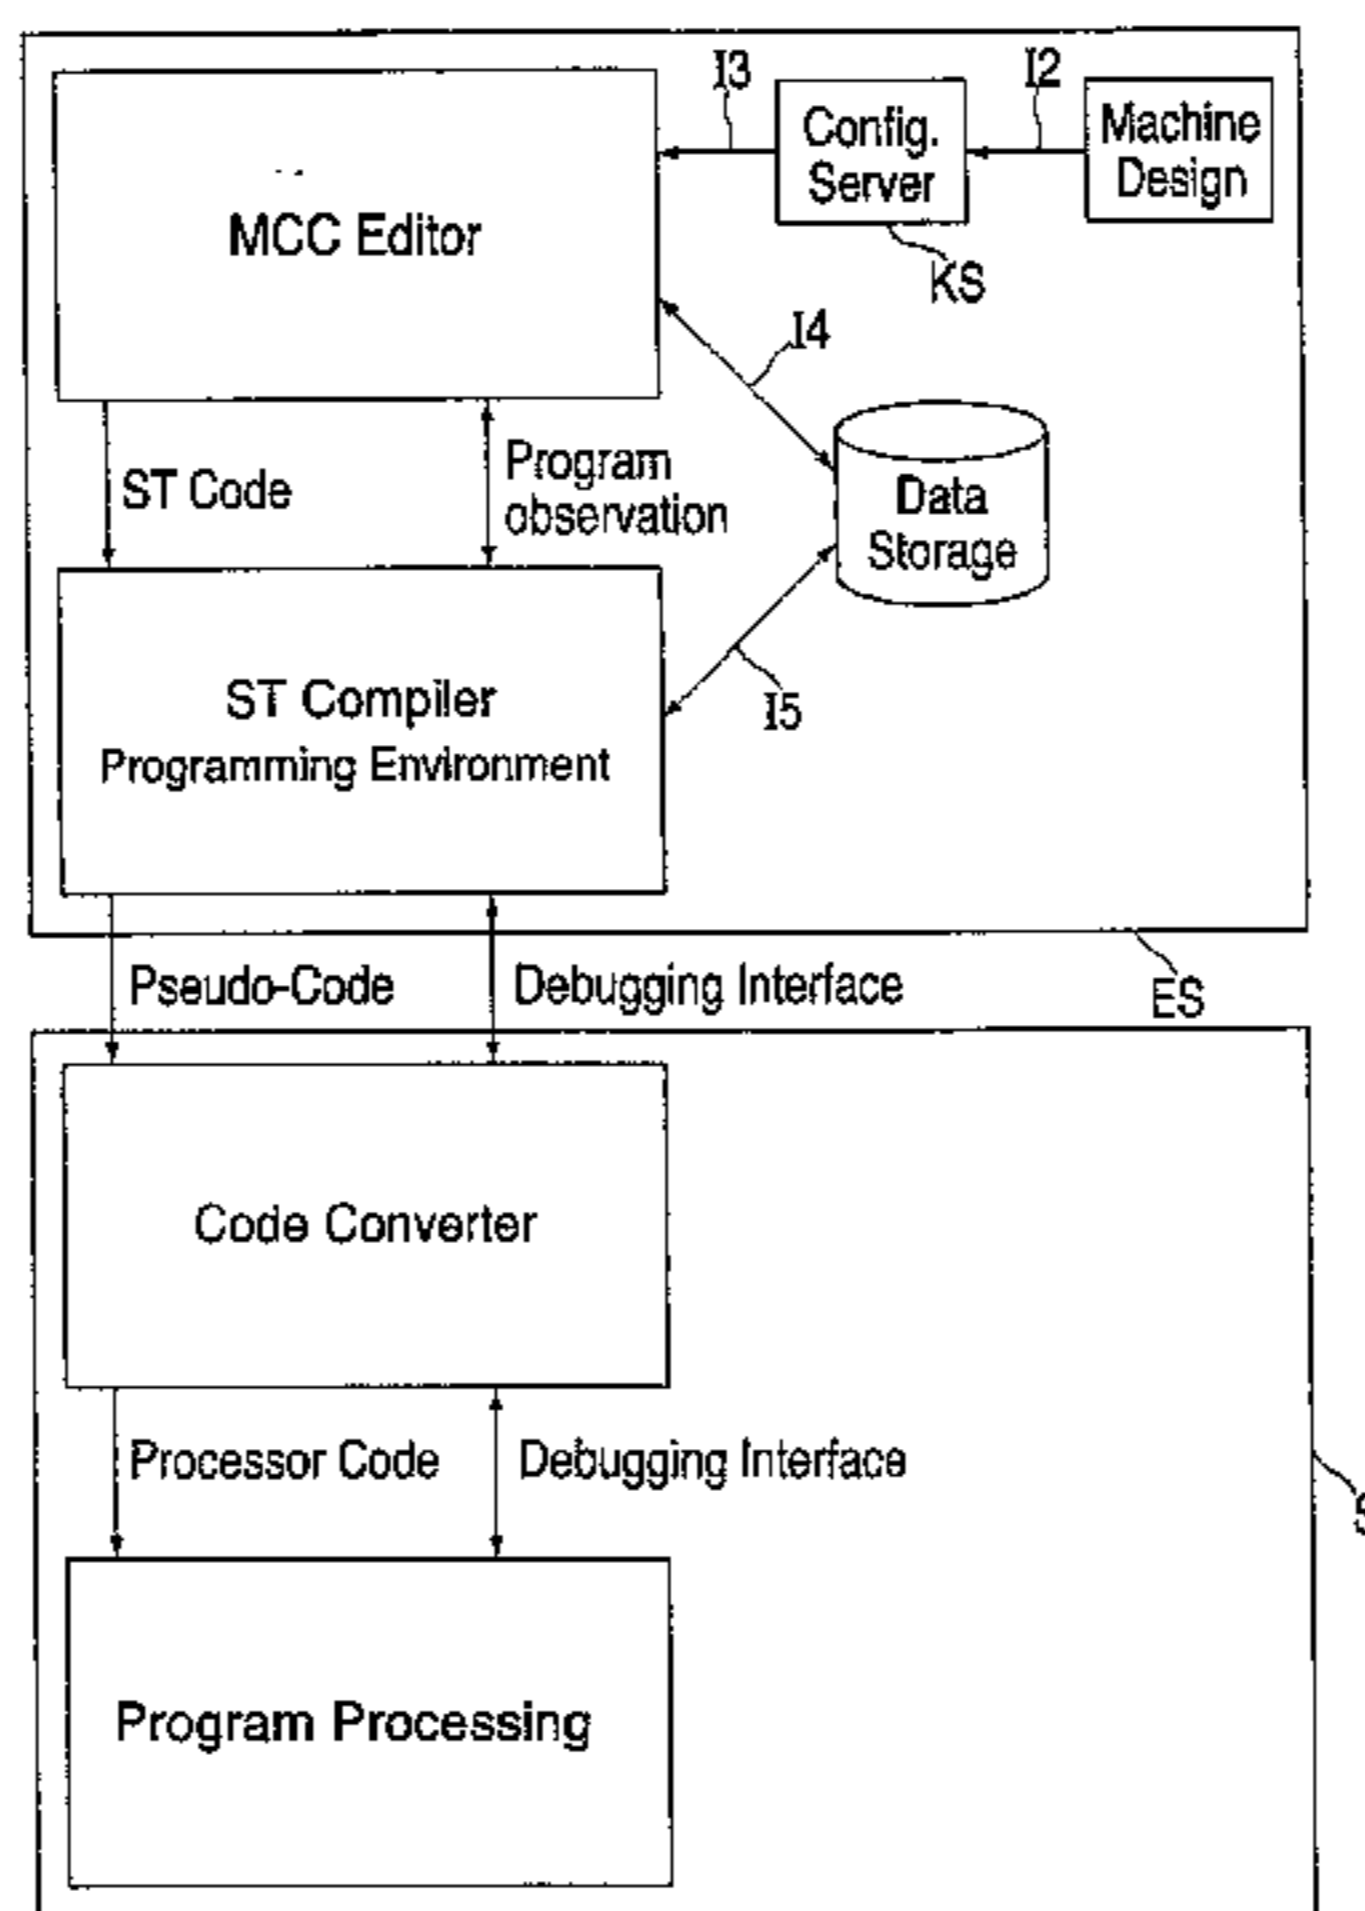 I3
I2
Config.
Server
Machine
Design
MCC Editor
KS
I4
ST Code
Program
observation
Data
Storage
ST Compiler
Programming Environment
I5
Pseudo-Code
Debugging Interface
ES
Code Converter
Processor Code
Debugging Interface
Program Processing